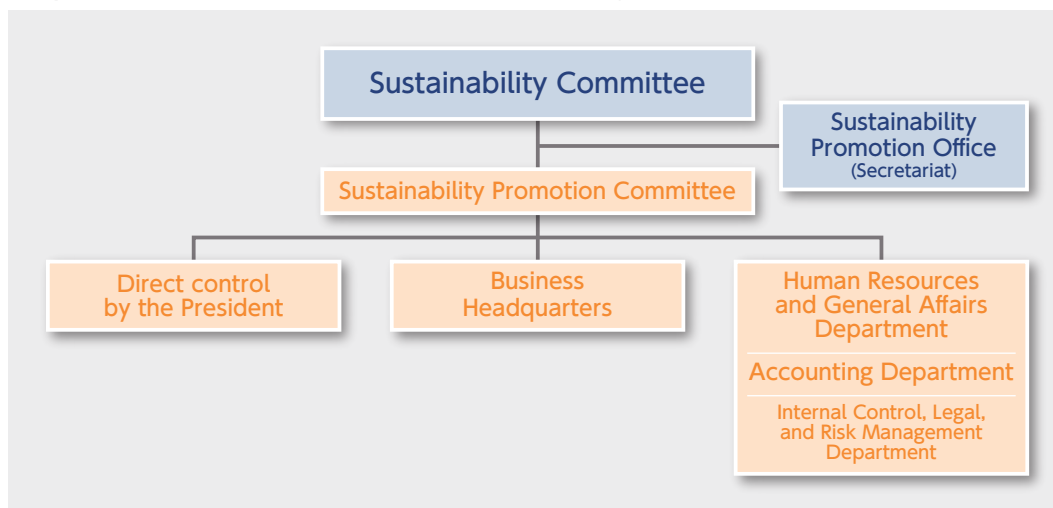 Sustainability Committee
Sustainability
Promotion Office
(Secretariat)
Sustainability Promotion Committee
Direct control
by the President
Business
Headquarters
Human Resources
and General Affairs
Department
Accounting Department
Internal Control, Legal,
and Risk Management
Department